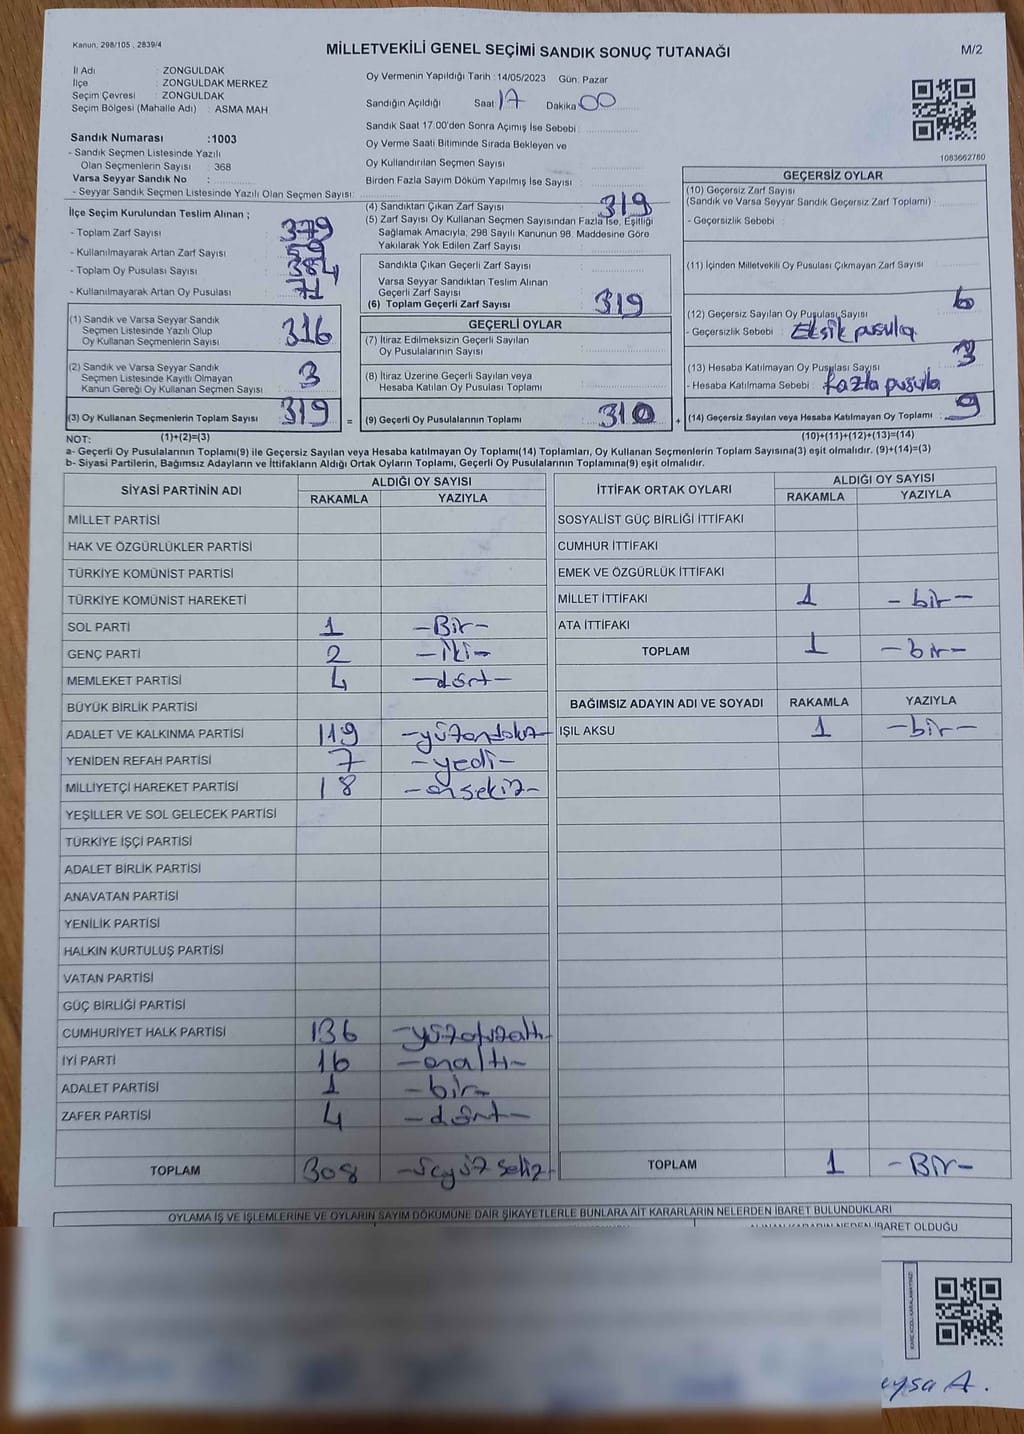 Kanun, 298/105 , 2839/4
MİLLETVEKİLİ GENEL SEÇİMİ SANDIK SONUÇ TUTANAĞI
M/2
İl Adı : ZONGULDAK
İlçe : ZONGULDAK MERKEZ
Seçim Çevresi : ZONGULDAK
Seçim Bölgesi (Mahalle Adı) : ASMA MAH
Sandık Numarası :1003
- Sandık Seçmen Listesinde Yazılı
Olan Seçmenlerin Sayısı : 368
Varsa Seyyar Sandık No :
- Seyyar Sandık Seçmen Listesinde Yazılı Olan Seçmen Sayısı:
Oy Vermenin Yapıldığı Tarih :14/05/2023 Gün: Pazar
Sandığın Açıldığı Saat 17 Dakika 00
Sandık Saat 17.00'den Sonra Açılmış İse Sebebi :
Oy Verme Saati Bitiminde Sırada Bekleyen ve
Oy Kullandırılan Seçmen Sayısı
Birden Fazla Sayım Döküm Yapılmış İse Sayısı
1083662760
İlçe Seçim Kurulundan Teslim Alınan ;
- Toplam Zarf Sayısı 379
- Kullanılmayarak Artan Zarf Sayısı 59
- Toplam Oy Pusulası Sayısı 384
- Kullanılmayarak Artan Oy Pusulası 71
(1) Sandık ve Varsa Seyyar Sandık
Seçmen Listesinde Yazılı Olup
Oy Kullanan Seçmenlerin Sayısı 316
(2) Sandık ve Varsa Seyyar Sandık
Seçmen Listesinde Kayıtlı Olmayan
Kanun Gereği Oy Kullanan Seçmen Sayısı 3
(3) Oy Kullanan Seçmenlerin Toplam Sayısı 319 =
(1)+(2)=(3)
(4) Sandıktan Çıkan Zarf Sayısı 319
(5) Zarf Sayısı Oy Kullanan Seçmen Sayısından Fazla İse, Eşitliği
Sağlamak Amacıyla, 298 Sayılı Kanunun 98. Maddesine Göre
Yakılarak Yok Edilen Zarf Sayısı
Sandıkta Çıkan Geçerli Zarf Sayısı
Varsa Seyyar Sandıktan Teslim Alınan
Geçerli Zarf Sayısı
(6) Toplam Geçerli Zarf Sayısı 319
GEÇERLİ OYLAR
(7) İtiraz Edilmeksizin Geçerli Sayılan
Oy Pusulalarının Sayısı
(8) İtiraz Üzerine Geçerli Sayılan veya
Hesaba Katılan Oy Pusulası Toplamı
(9) Geçerli Oy Pusulalarının Toplamı 310 +
GEÇERSİZ OYLAR
(10) Geçersiz Zarf Sayısı
(Sandık ve Varsa Seyyar Sandık Geçersiz Zarf Toplamı) :
- Geçersizlik Sebebi :
(11) İçinden Milletvekili Oy Pusulası Çıkmayan Zarf Sayısı
(12) Geçersiz Sayılan Oy Pusulası Sayısı 6
- Geçersizlik Sebebi : Eksik pusula
(13) Hesaba Katılmayan Oy Pusulası Sayısı 3
- Hesaba Katılmama Sebebi : fazla pusula
(14) Geçersiz Sayılan veya Hesaba Katılmayan Oy Toplamı 9
(10)+(11)+(12)+(13)=(14)
NOT:
a- Geçerli Oy Pusulalarının Toplamı(9) ile Geçersiz Sayılan veya Hesaba katılmayan Oy Toplamı(14) Toplamları, Oy Kullanan Seçmenlerin Toplam Sayısına(3) eşit olmalıdır. (9)+(14)=(3)
b- Siyasi Partilerin, Bağımsız Adayların ve İttifakların Aldığı Ortak Oyların Toplamı, Geçerli Oy Pusulalarının Toplamına(9) eşit olmalıdır.
SİYASİ PARTİNİN ADI ALDIĞI OY SAYISI
RAKAMLA YAZIYLA
MİLLET PARTİSİ
HAK VE ÖZGÜRLÜKLER PARTİSİ
TÜRKİYE KOMÜNİST PARTİSİ
TÜRKİYE KOMÜNİST HAREKETİ
SOL PARTİ 1 -Bir-
GENÇ PARTİ 2 -iki-
MEMLEKET PARTİSİ 4 -dört-
BÜYÜK BİRLİK PARTİSİ
ADALET VE KALKINMA PARTİSİ 119 -yüzondokuz-
YENİDEN REFAH PARTİSİ 7 -yedi-
MİLLİYETÇİ HAREKET PARTİSİ 18 -onsekiz-
YEŞİLLER VE SOL GELECEK PARTİSİ
TÜRKİYE İŞÇİ PARTİSİ
ADALET BİRLİK PARTİSİ
ANAVATAN PARTİSİ
YENİLİK PARTİSİ
HALKIN KURTULUŞ PARTİSİ
VATAN PARTİSİ
GÜÇ BİRLİĞİ PARTİSİ
CUMHURİYET HALK PARTİSİ 136 -yüzotuzaltı-
İYİ PARTİ 16 -onaltı-
ADALET PARTİSİ 1 -bir-
ZAFER PARTİSİ 4 -dört-
TOPLAM 308 -üçyüz sekiz-
İTTİFAK ORTAK OYLARI ALDIĞI OY SAYISI
RAKAMLA YAZIYLA
SOSYALİST GÜÇ BİRLİĞİ İTTİFAKI
CUMHUR İTTİFAKI
EMEK VE ÖZGÜRLÜK İTTİFAKI
MİLLET İTTİFAKI 1 -bir-
ATA İTTİFAKI
TOPLAM 1 -bir-
BAĞIMSIZ ADAYIN ADI VE SOYADI RAKAMLA YAZIYLA
IŞIL AKSU 1 -bir-
TOPLAM 1 -Bir-
OYLAMA İŞ VE İŞLEMLERİNE VE OYLARIN SAYIM DÖKÜMÜNE DAİR ŞİKAYETLERLE BUNLARA AİT KARARLARIN NELERDEN İBARET BULUNDUKLARI
ALINAN KARARIN NEDEN İBARET OLDUĞU